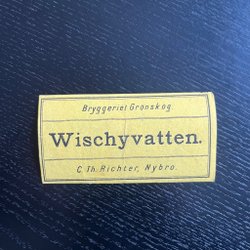 Bryggeriet Grönskog
Wischyvatten.
C. Th. Richter, Nybro.